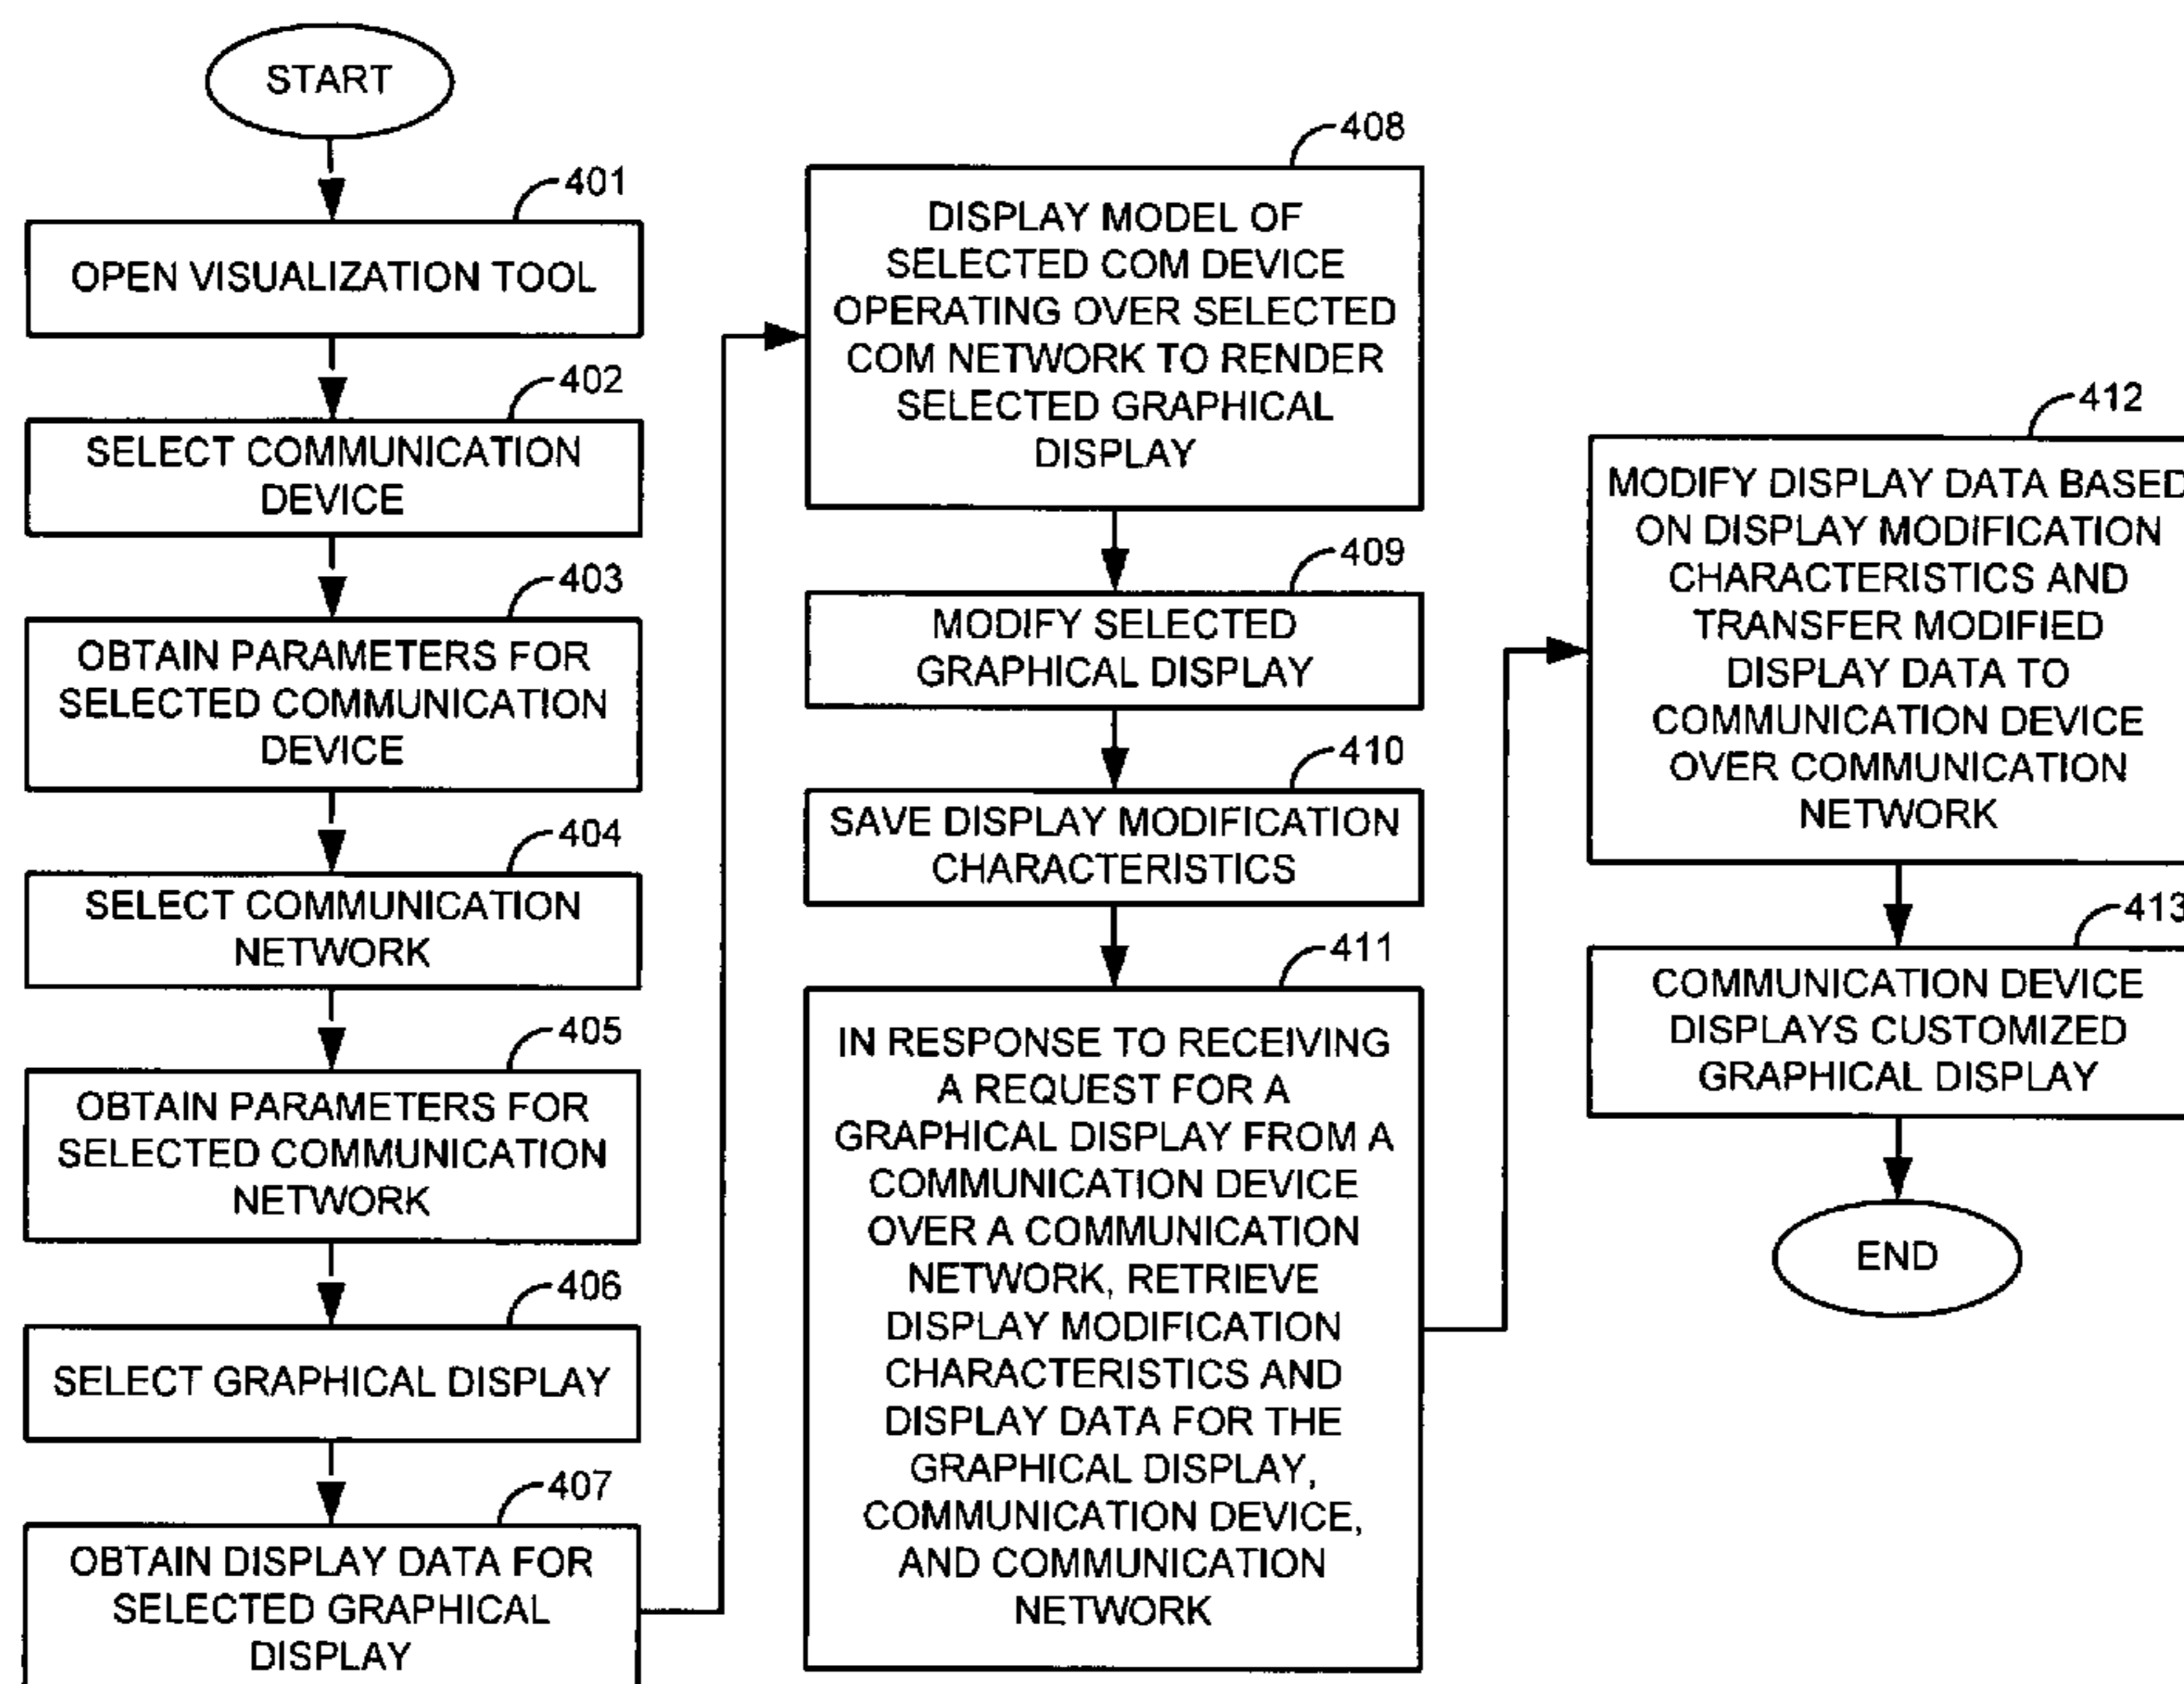 START
401
OPEN VISUALIZATION TOOL
402
SELECT COMMUNICATION
DEVICE
403
OBTAIN PARAMETERS FOR
SELECTED COMMUNICATION
DEVICE
404
SELECT COMMUNICATION
NETWORK
405
OBTAIN PARAMETERS FOR
SELECTED COMMUNICATION
NETWORK
406
SELECT GRAPHICAL DISPLAY
407
OBTAIN DISPLAY DATA FOR
SELECTED GRAPHICAL
DISPLAY
408
DISPLAY MODEL OF
SELECTED COM DEVICE
OPERATING OVER SELECTED
COM NETWORK TO RENDER
SELECTED GRAPHICAL
DISPLAY
409
MODIFY SELECTED
GRAPHICAL DISPLAY
410
SAVE DISPLAY MODIFICATION
CHARACTERISTICS
411
IN RESPONSE TO RECEIVING
A REQUEST FOR A
GRAPHICAL DISPLAY FROM A
COMMUNICATION DEVICE
OVER A COMMUNICATION
NETWORK, RETRIEVE
DISPLAY MODIFICATION
CHARACTERISTICS AND
DISPLAY DATA FOR THE
GRAPHICAL DISPLAY,
COMMUNICATION DEVICE,
AND COMMUNICATION
NETWORK
412
MODIFY DISPLAY DATA BASED
ON DISPLAY MODIFICATION
CHARACTERISTICS AND
TRANSFER MODIFIED
DISPLAY DATA TO
COMMUNICATION DEVICE
OVER COMMUNICATION
NETWORK
413
COMMUNICATION DEVICE
DISPLAYS CUSTOMIZED
GRAPHICAL DISPLAY
END